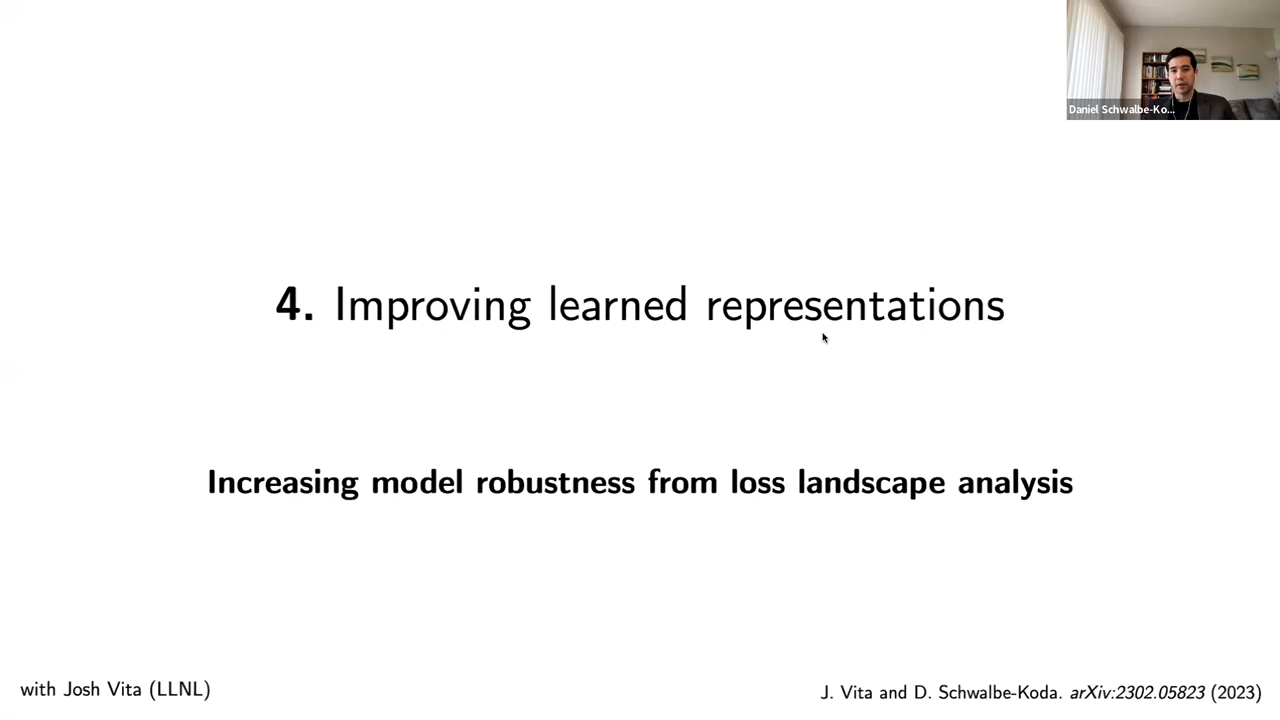 Daniel Schwalbe-Ko...
4. Improving learned representations
Increasing model robustness from loss landscape analysis
with Josh Vita (LLNL)
J. Vita and D. Schwalbe-Koda. arXiv:2302.05823 (2023)